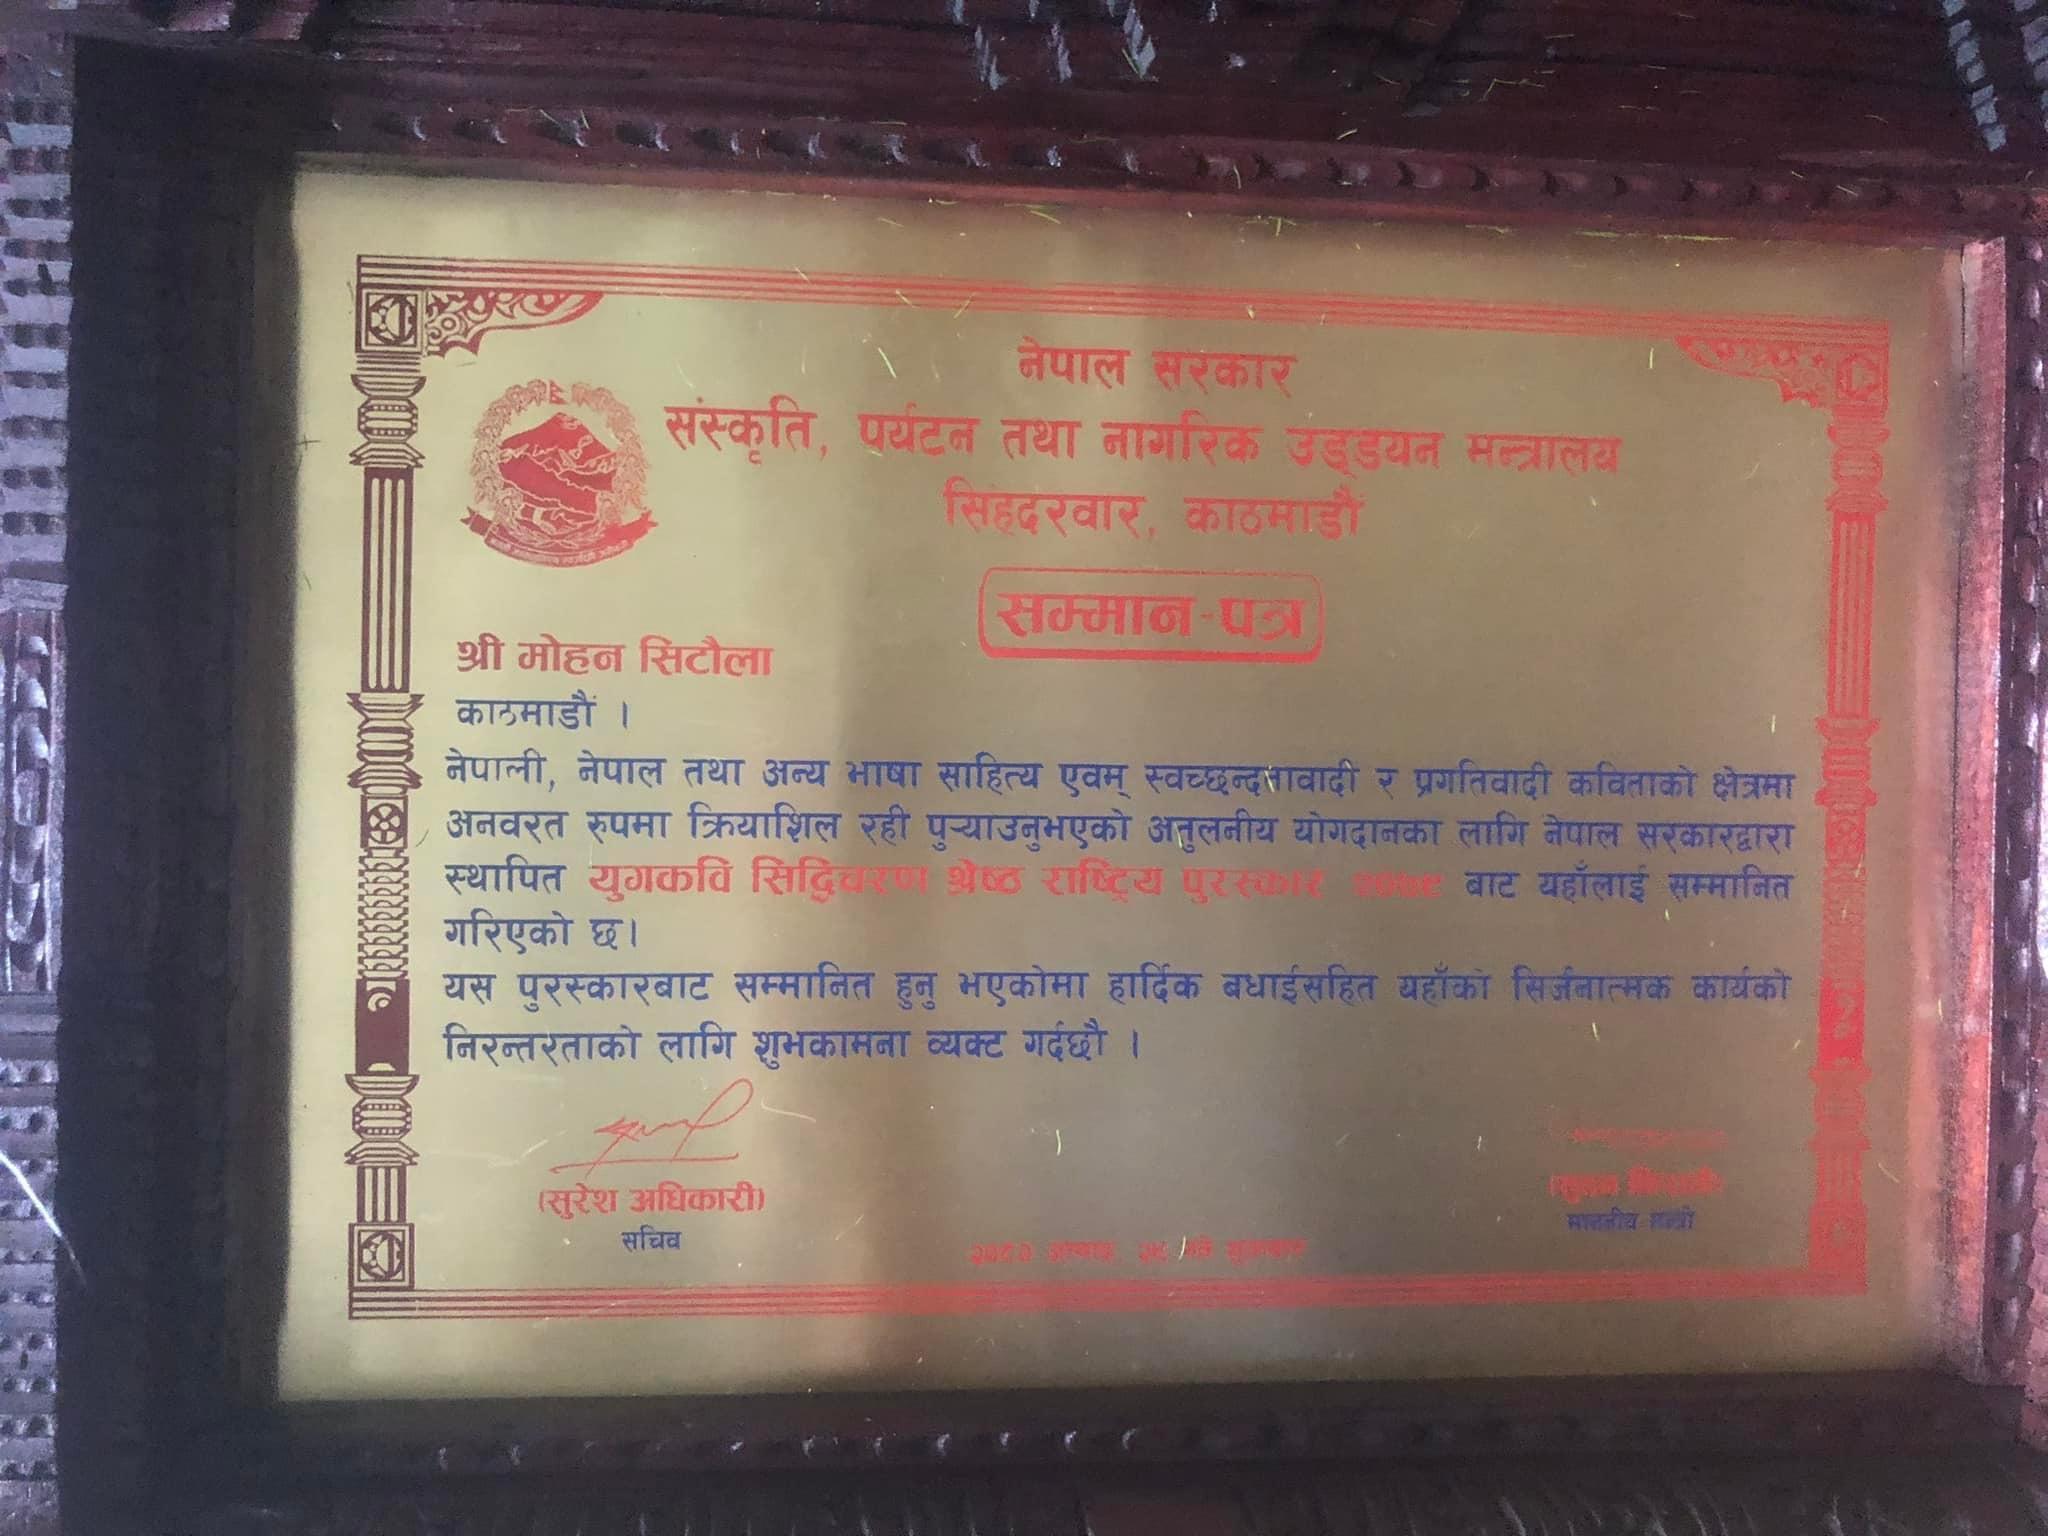 नेपाल सरकार
संस्कृति, पर्यटन तथा नागरिक उड्डयन मन्त्रालय
सिंहदरवार, काठमाडौं
सम्मान-पत्र
श्री मोहन सिटौला
काठमाडौं ।
नेपाली, नेपाल तथा अन्य भाषा साहित्य एवम् स्वच्छन्दतावादी र प्रगतिवादी कविताको क्षेत्रमा
अनवरत रुपमा क्रियाशिल रही पुर्‍याउनुभएको अतुलनीय योगदानका लागि नेपाल सरकारद्वारा
स्थापित युगकवि सिद्धिचरण श्रेष्ठ राष्ट्रिय पुरस्कार २०७९ बाट यहाँलाई सम्मानित
गरिएको छ।
यस पुरस्कारबाट सम्मानित हुनु भएकोमा हार्दिक बधाईसहित यहाँको सिर्जनात्मक कार्यको
निरन्तरताको लागि शुभकामना व्यक्ट गर्दछौ ।
(सुरेश अधिकारी)
सचिव
माननीय मन्त्री